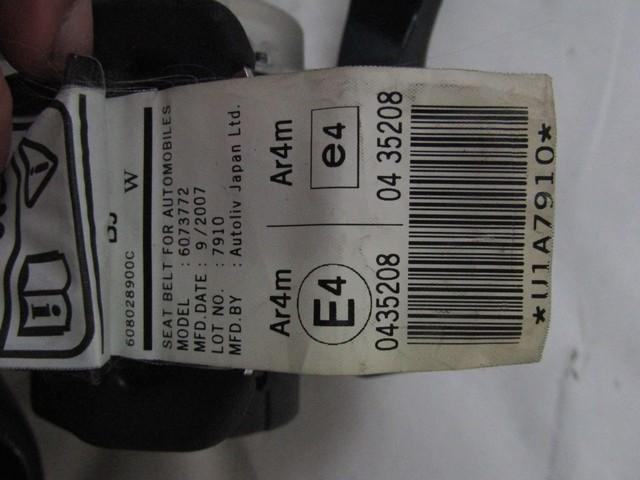 608028900C
DJ W
SEAT BELT FOR AUTOMOBILES
MODEL : 6073772
MFD.DATE : 9/2007
LOT NO. : 7910
MFD.BY : Autoliv Japan Ltd.
Ar4m Ar4m
E4 e4
0435208 04 35208
*U1A7910*